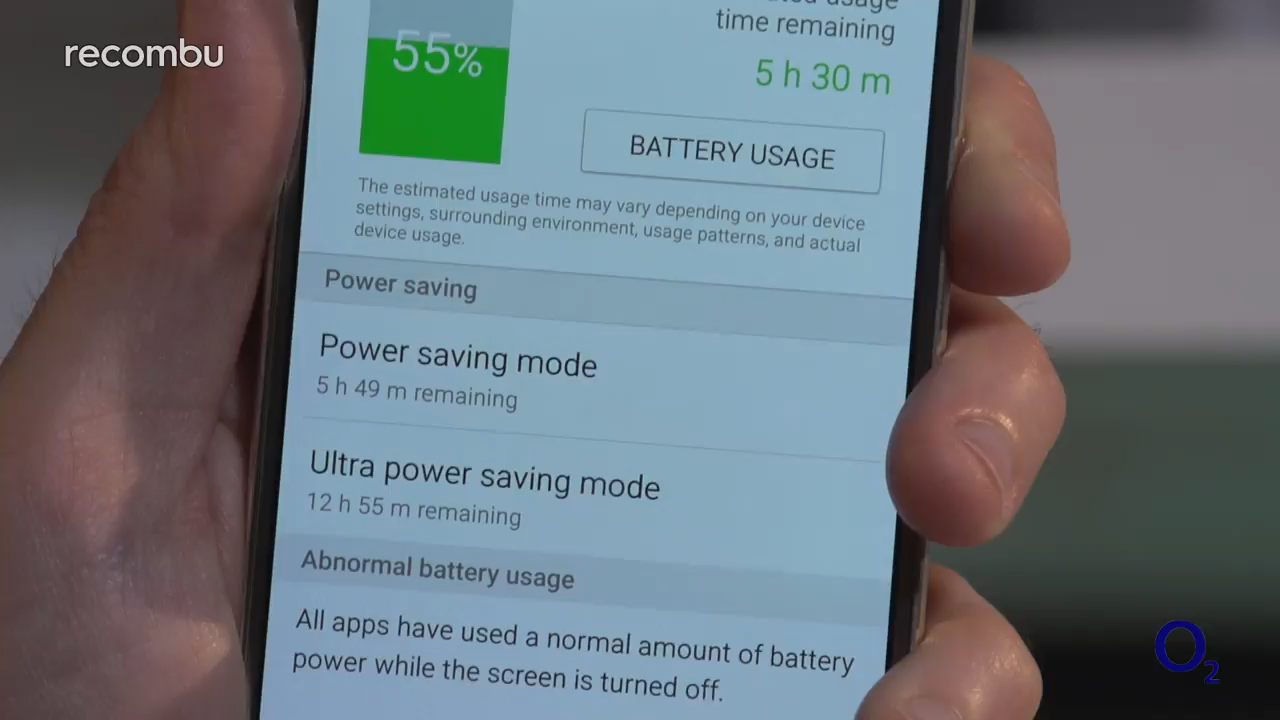 recombu
55%
usage
time remaining
5 h 30 m
BATTERY USAGE
The estimated usage time may vary depending on your device
settings, surrounding environment, usage patterns, and actual
device usage.
Power saving
Power saving mode
5 h 49 m remaining
Ultra power saving mode
12 h 55 m remaining
Abnormal battery usage
All apps have used a normal amount of battery
power while the screen is turned off.
O2